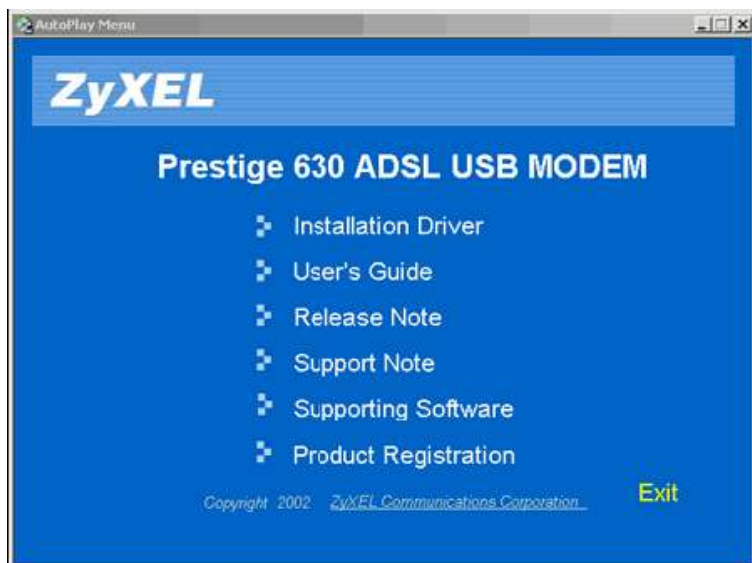 AutoPlay Menu
ZyXEL
Prestige 630 ADSL USB MODEM
Installation Driver
User's Guide
Release Note
Support Note
Supporting Software
Product Registration
Exit
Copyright 2002 ZyXEL Communications Corporation